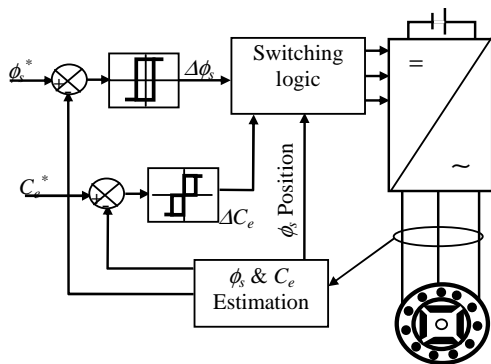 ϕs*
+
-
Δϕs
Switching
logic
=
~
Ce*
+
-
ΔCe
ϕs Position
ϕs & Ce
Estimation